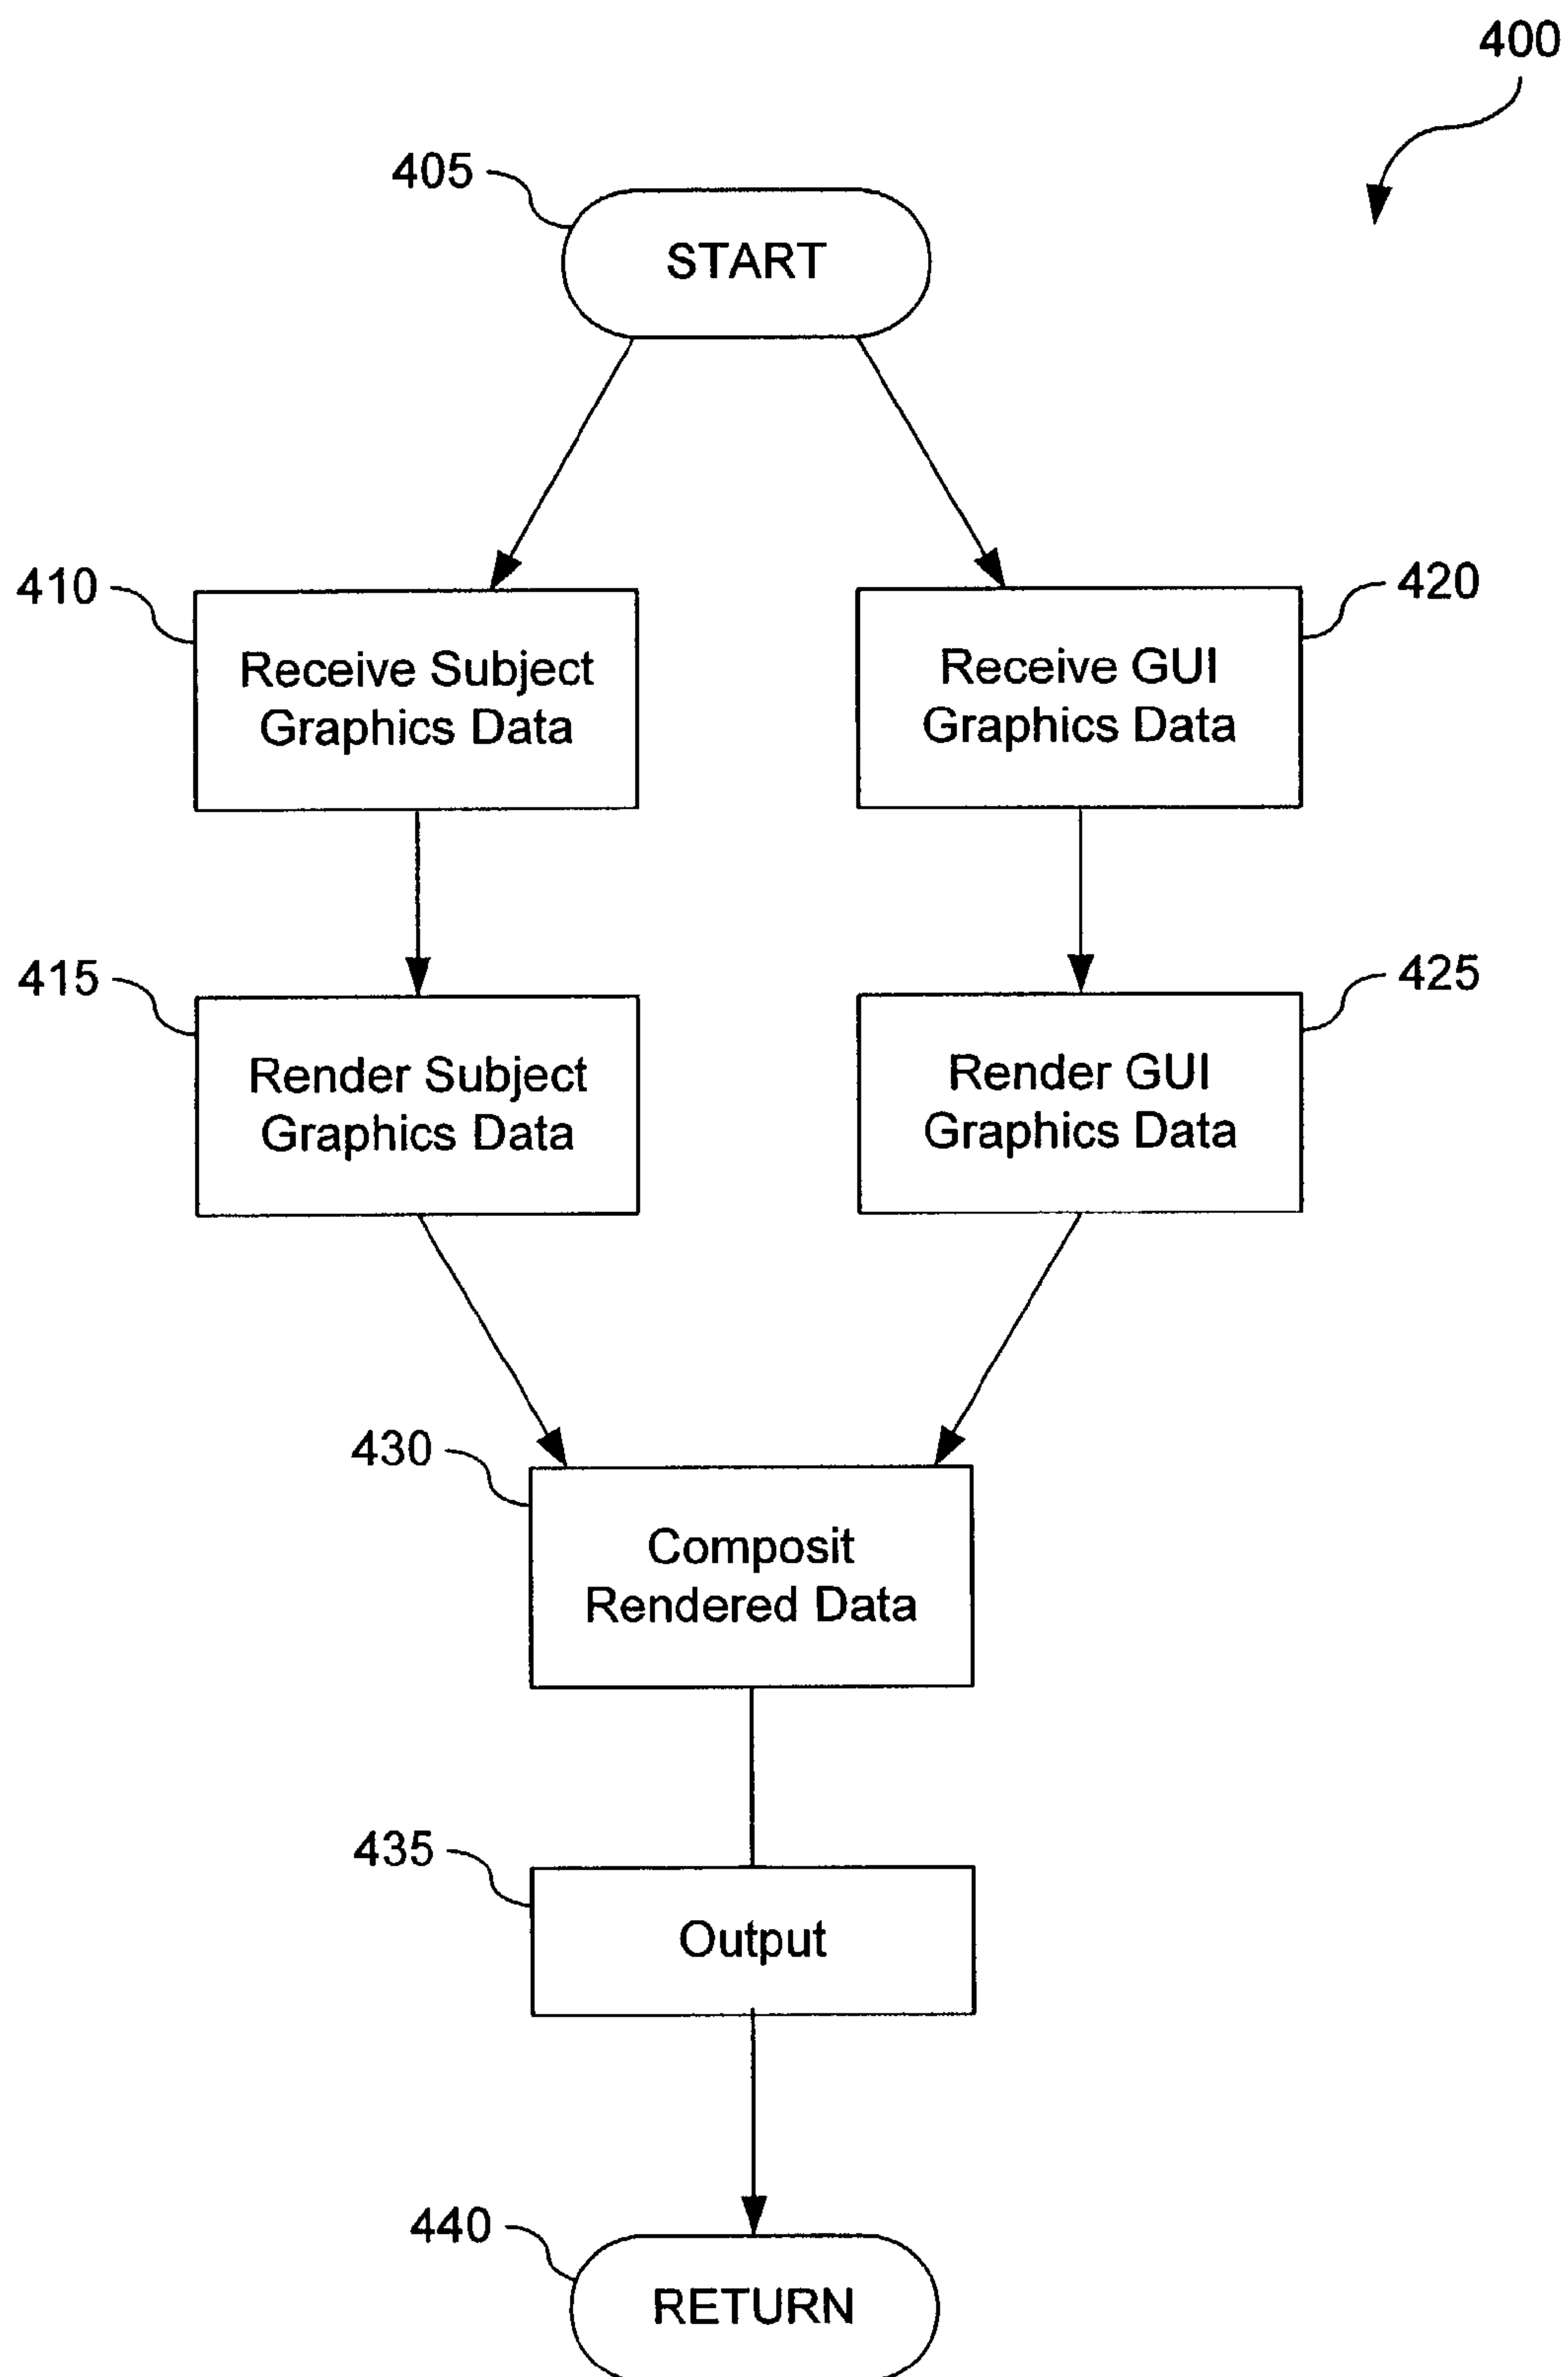 400
405
START
410
Receive Subject
Graphics Data
420
Receive GUI
Graphics Data
415
Render Subject
Graphics Data
425
Render GUI
Graphics Data
430
Composit
Rendered Data
435
Output
440
RETURN